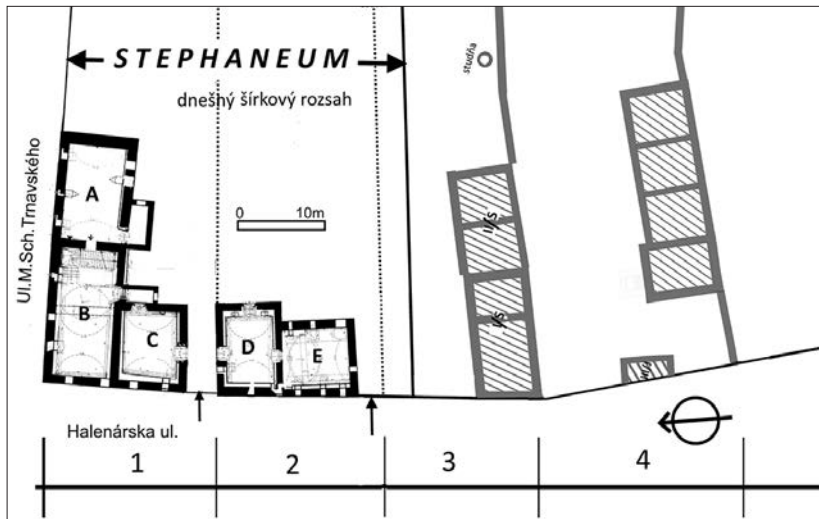 STEPHANEUM
dnešný šírkový rozsah
studňa
Ul.M.Sch.Trnavského
A
0 10m
B
C
D
E
Halenárska ul.
1
2
3
4